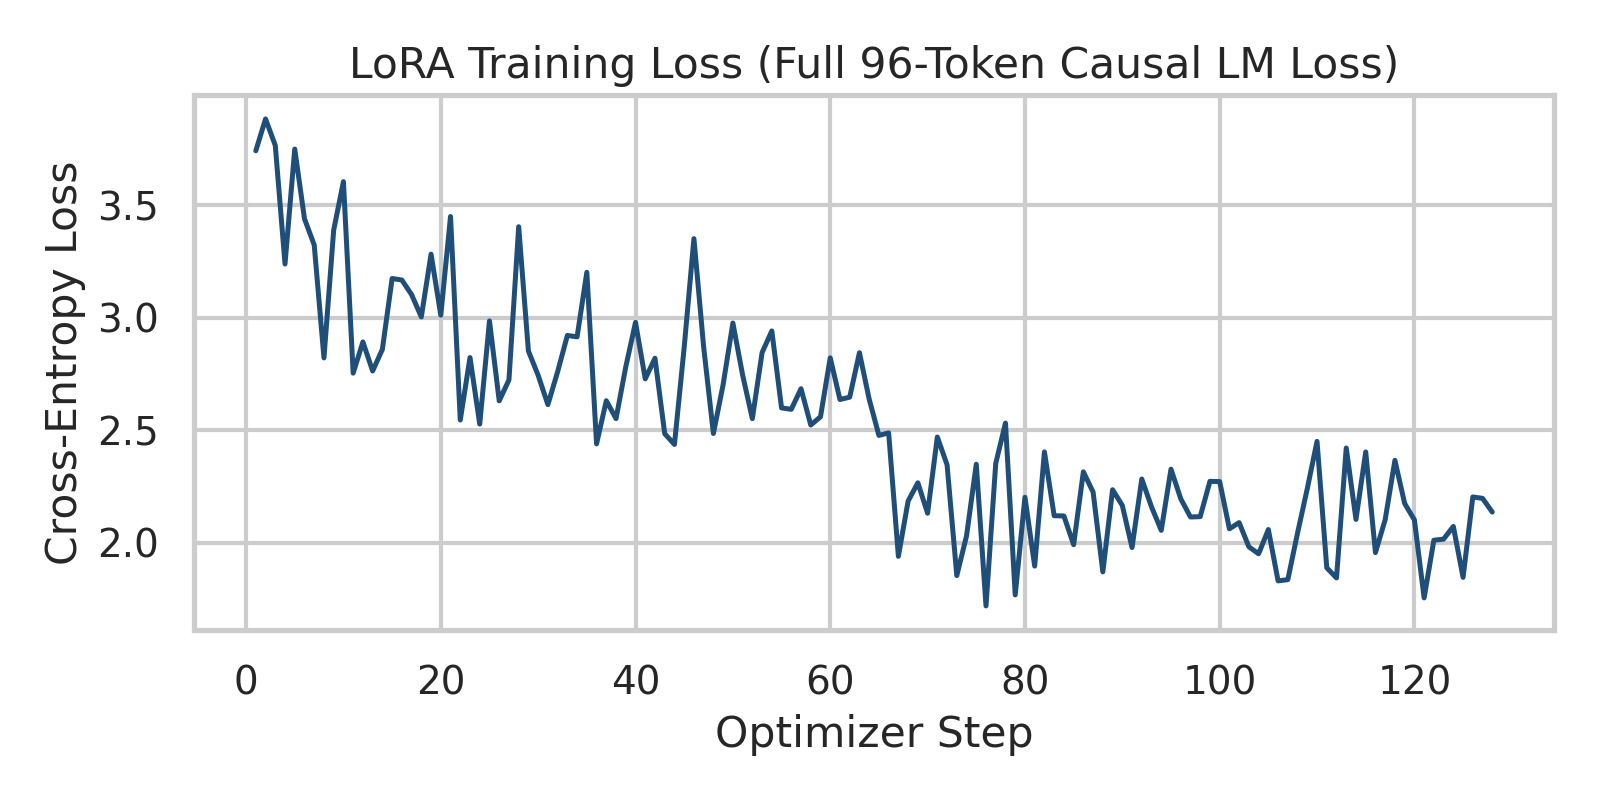 LoRA Training Loss (Full 96-Token Causal LM Loss)
Cross-Entropy Loss
3.5
3.0
2.5
2.0
0 20 40 60 80 100 120
Optimizer Step